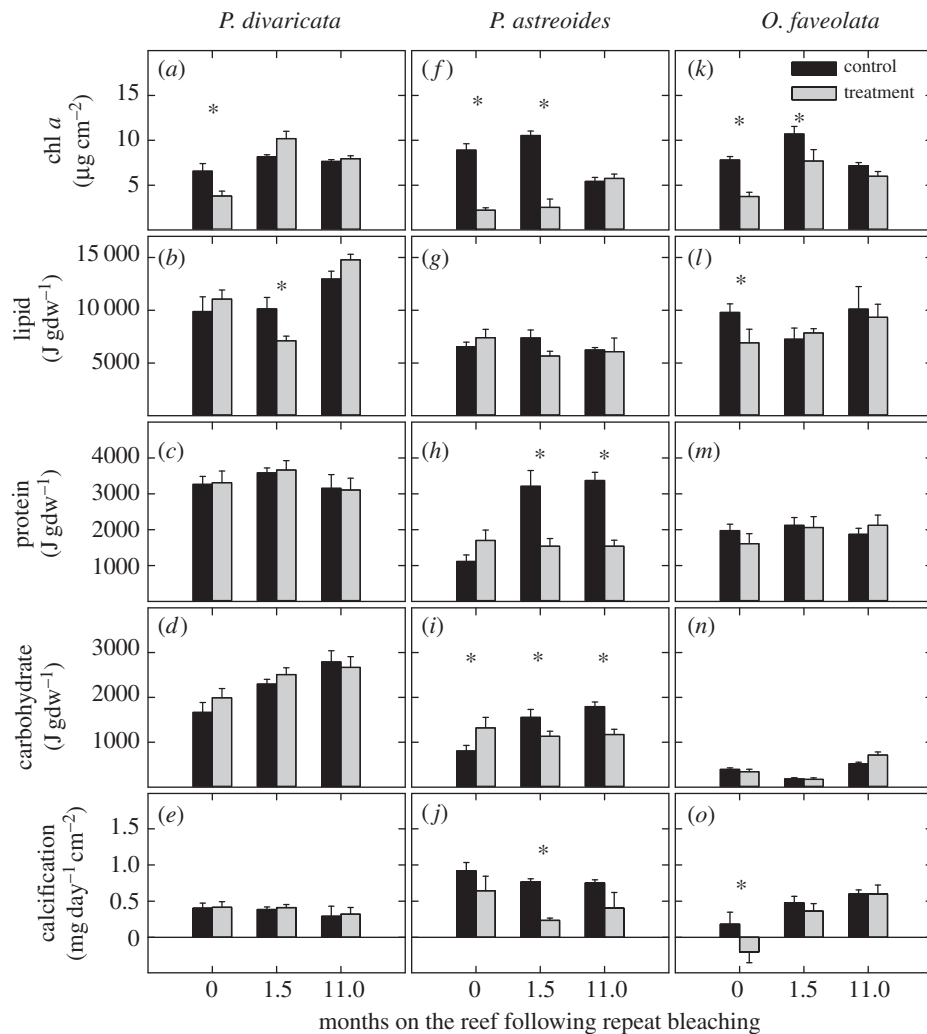 P. divaricata P. astreoides O. faveolata
(a) (f) (k)
control
treatment
* * * * *
chl a
(µg cm−2)
15
10
5
(b) (g) (l)
* *
lipid
(J gdw−1)
15 000
10 000
5000
(c) (h) (m)
* *
protein
(J gdw−1)
4000
3000
2000
1000
(d) (i) (n)
* * *
carbohydrate
(J gdw−1)
3000
2000
1000
(e) (j) (o)
* *
calcification
(mg day−1 cm−2)
1.5
1.0
0.5
0
0 1.5 11.0 0 1.5 11.0 0 1.5 11.0
months on the reef following repeat bleaching